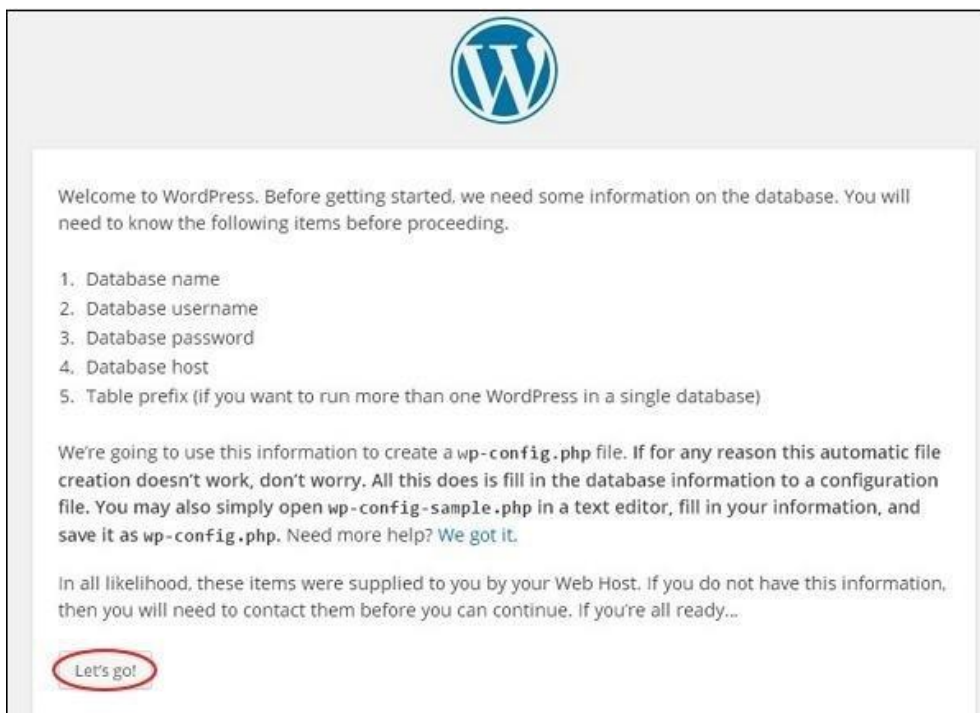 W
Welcome to WordPress. Before getting started, we need some information on the database. You will
need to know the following items before proceeding.
1. Database name
2. Database username
3. Database password
4. Database host
5. Table prefix (if you want to run more than one WordPress in a single database)
We're going to use this information to create a wp-config.php file. If for any reason this automatic file
creation doesn't work, don't worry. All this does is fill in the database information to a configuration
file. You may also simply open wp-config-sample.php in a text editor, fill in your information, and
save it as wp-config.php. Need more help? We got it.
In all likelihood, these items were supplied to you by your Web Host. If you do not have this information,
then you will need to contact them before you can continue. If you're all ready...
Let's go!